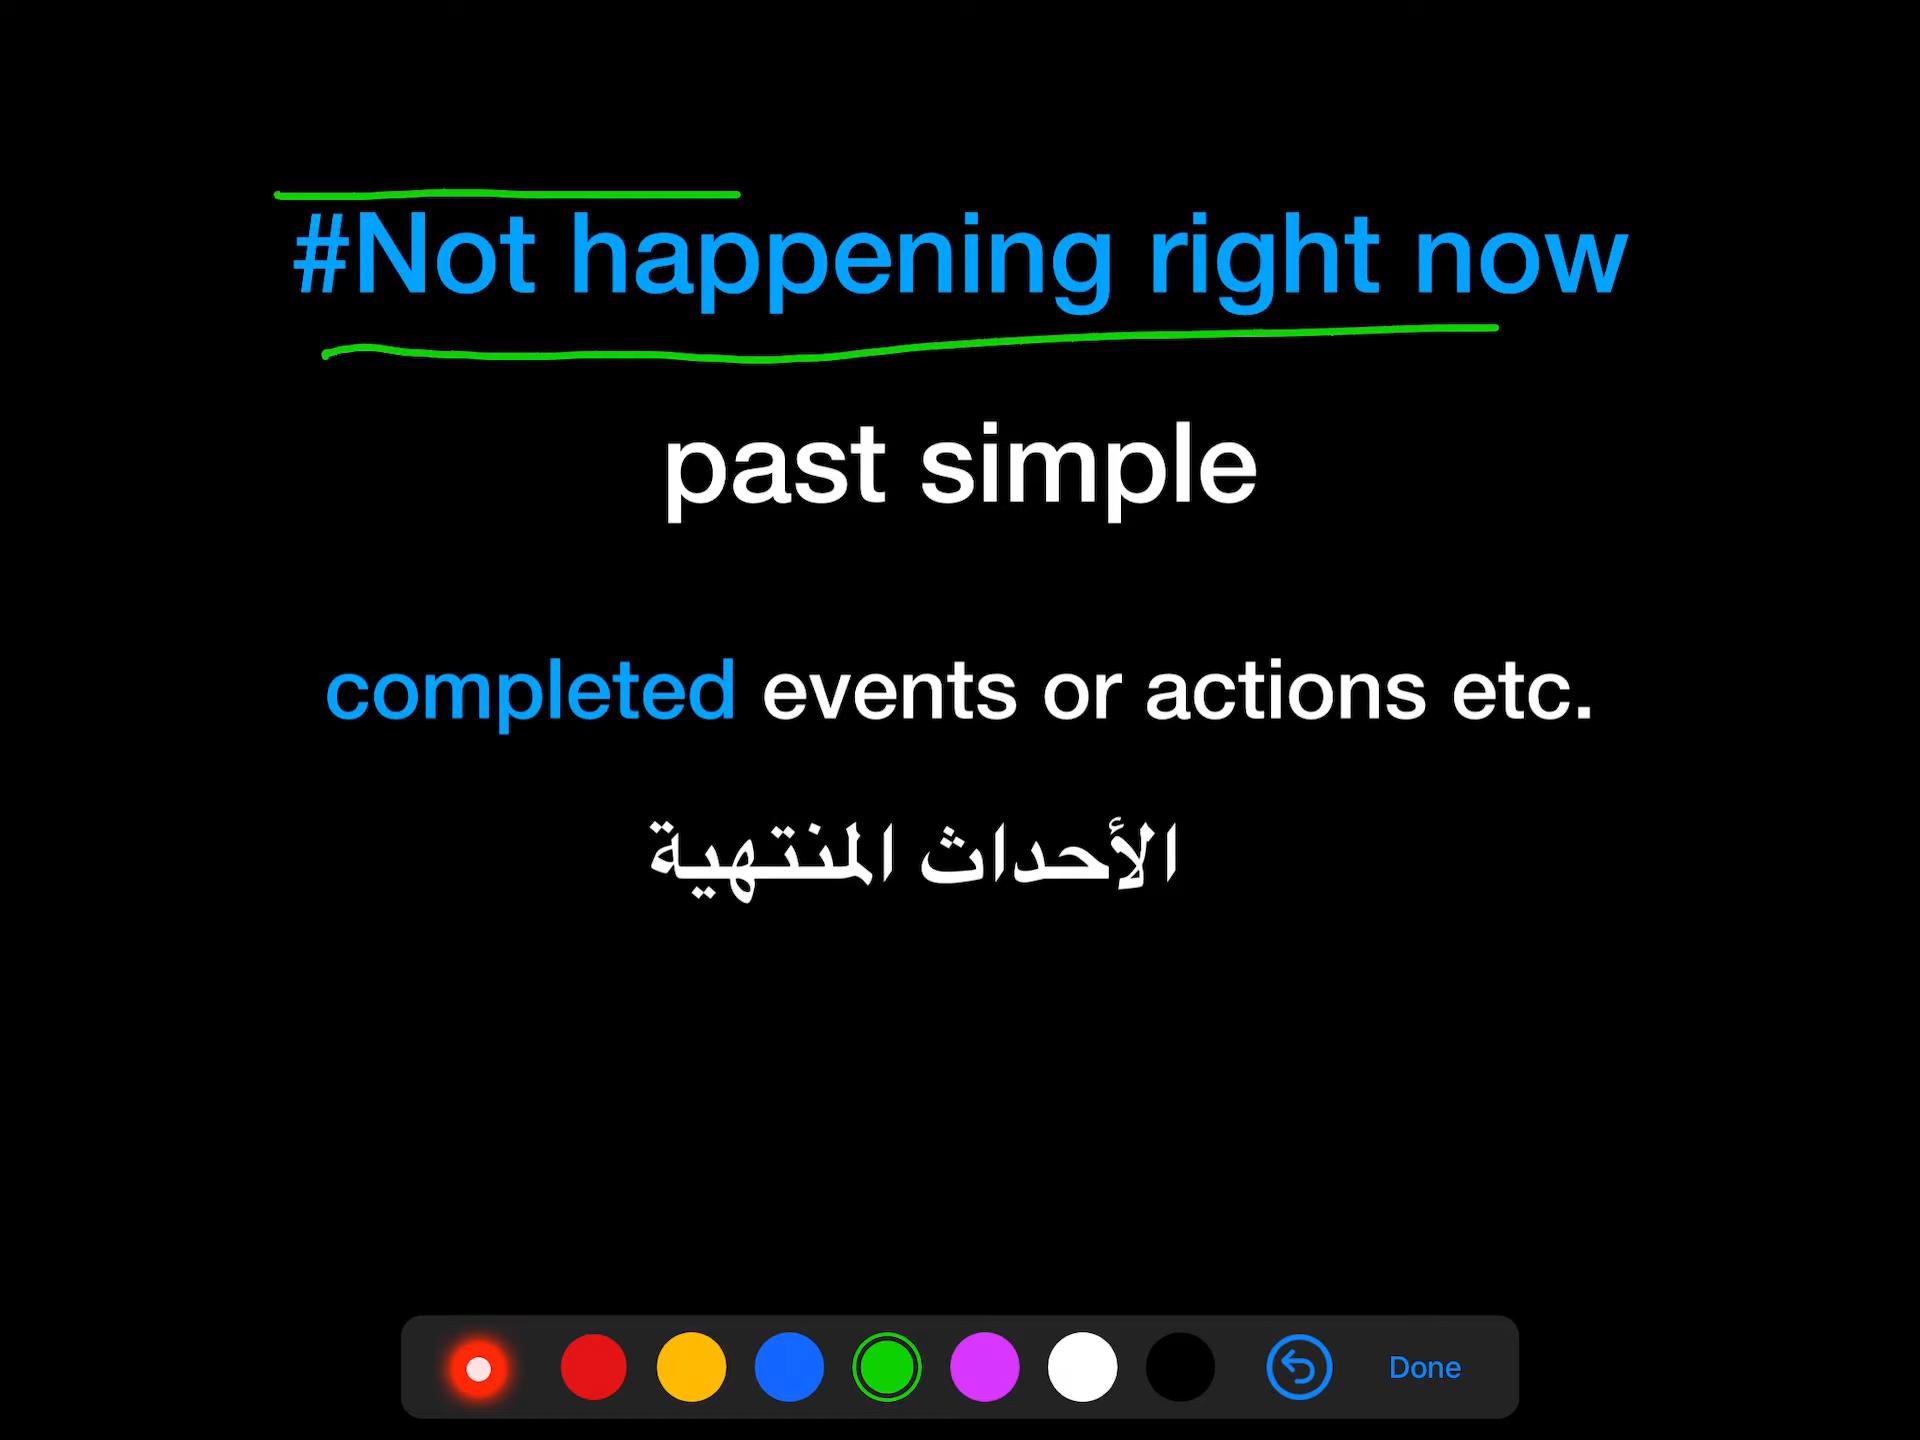 #Not happening right now
past simple
completed events or actions etc.
الأحداث المنتهية
Done